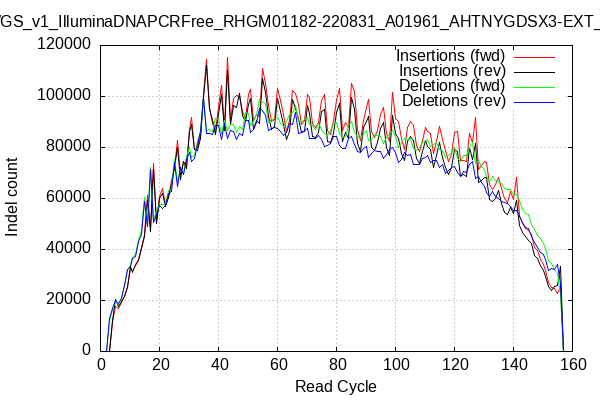 /GS_v1_IlluminaDNAPCRFree_RHGM01182-220831_A01961_AHTNYGDSX3-EXT_
120000
100000
80000
60000
40000
20000
0
Indel count
Insertions (fwd)
Insertions (rev)
Deletions (fwd)
Deletions (rev)
0 20 40 60 80 100 120 140 160
Read Cycle